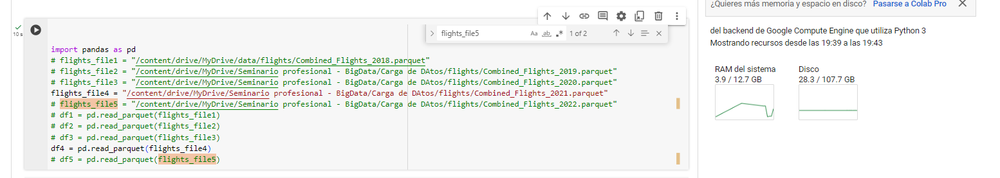 ¿Quieres más memoria y espacio en disco? Pasarse a Colab Pro
10 s
flights_file5
Aa
ab
1 of 2
import pandas as pd
# flights_file1 = "/content/drive/MyDrive/data/flights/Combined_Flights_2018.parquet"
# flights_file2 = "/content/drive/MyDrive/Seminario profesional - BigData/Carga de DAtos/flights/Combined_Flights_2019.parquet"
# flights_file3 = "/content/drive/MyDrive/Seminario profesional - BigData/Carga de DAtos/flights/Combined_Flights_2020.parquet"
flights_file4 = "/content/drive/MyDrive/Seminario profesional - BigData/Carga de DAtos/flights/Combined_Flights_2021.parquet"
# flights_file5 = "/content/drive/MyDrive/Seminario profesional - BigData/Carga de DAtos/flights/Combined_Flights_2022.parquet"
# df1 = pd.read_parquet(flights_file1)
# df2 = pd.read_parquet(flights_file2)
# df3 = pd.read_parquet(flights_file3)
df4 = pd.read_parquet(flights_file4)
# df5 = pd.read_parquet(flights_file5)
del backend de Google Compute Engine que utiliza Python 3
Mostrando recursos desde las 19:39 a las 19:43
RAM del sistema
3.9 / 12.7 GB
Disco
28.3 / 107.7 GB